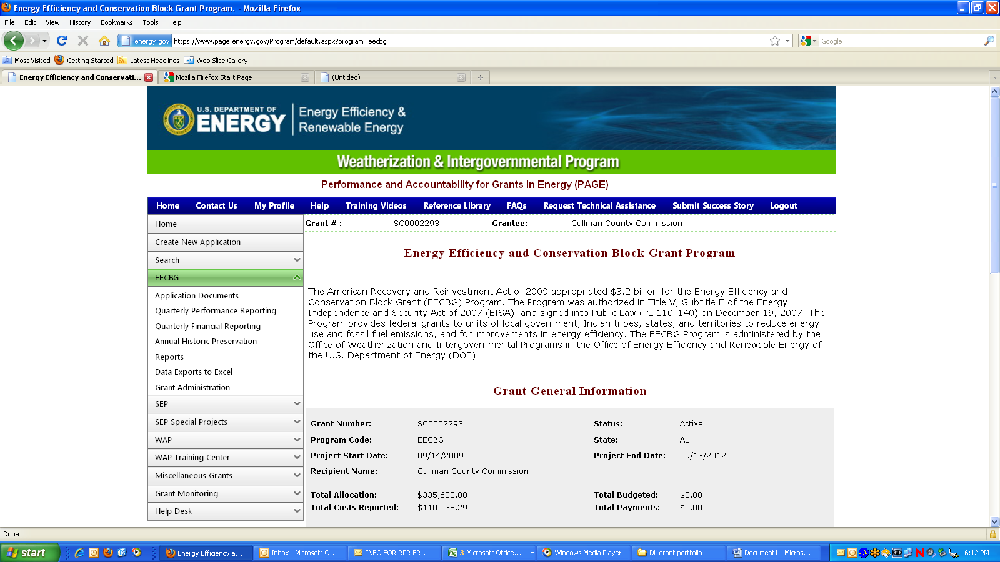 Energy Efficiency and Conservation Block Grant Program. - Mozilla Firefox
File Edit View History Bookmarks Tools Help
energy.gov https://www.page.energy.gov/Program/default.aspx?program=eecbg Google
Most Visited Getting Started Latest Headlines Web Slice Gallery
Energy Efficiency and Conservati... Mozilla Firefox Start Page (Untitled)
U.S. DEPARTMENT OF
ENERGY
Energy Efficiency &
Renewable Energy
Weatherization & Intergovernmental Program
Performance and Accountability for Grants in Energy (PAGE)
Home Contact Us My Profile Help Training Videos Reference Library FAQs Request Technical Assistance Submit Success Story Logout
Home
Create New Application
Search
EECBG
Application Documents
Quarterly Performance Reporting
Quarterly Financial Reporting
Annual Historic Preservation
Reports
Data Exports to Excel
Grant Administration
SEP
SEP Special Projects
WAP
WAP Training Center
Miscellaneous Grants
Grant Monitoring
Help Desk
Grant # : SC0002293 Grantee: Cullman County Commission
Energy Efficiency and Conservation Block Grant Program
The American Recovery and Reinvestment Act of 2009 appropriated $3.2 billion for the Energy Efficiency and
Conservation Block Grant (EECBG) Program. The Program was authorized in Title V, Subtitle E of the Energy
Independence and Security Act of 2007 (EISA), and signed into Public Law (PL 110-140) on December 19, 2007. The
Program provides federal grants to units of local government, Indian tribes, states, and territories to reduce energy
use and fossil fuel emissions, and for improvements in energy efficiency. The EECBG Program is administered by the
Office of Weatherization and Intergovernmental Programs in the Office of Energy Efficiency and Renewable Energy of
the U.S. Department of Energy (DOE).
Grant General Information
Grant Number: SC0002293 Status: Active
Program Code: EECBG State: AL
Project Start Date: 09/14/2009 Project End Date: 09/13/2012
Recipient Name: Cullman County Commission
Total Allocation: $335,600.00 Total Budgeted: $0.00
Total Costs Reported: $110,038.29 Total Payments: $0.00
Done
start Energy Efficiency a... Inbox - Microsoft O... INFO FOR RPR FR... 3 Microsoft Office... Windows Media Player DL grant portfolio Document1 - Micros... 6:12 PM